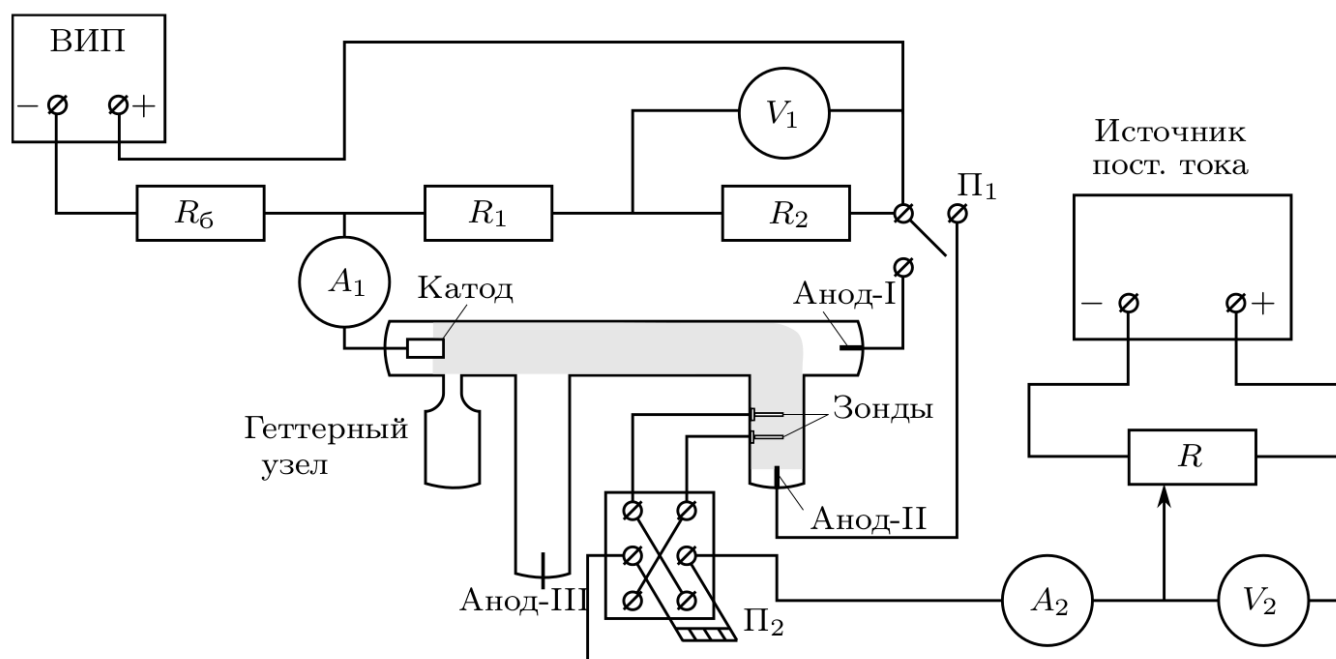 ВИП
− +
V₁
Источник
пост. тока
Rб
R₁
R₂
П₁
A₁
Катод
Анод-I
− +
Геттерный
узел
Зонды
R
Анод-II
Анод-III
П₂
A₂
V₂